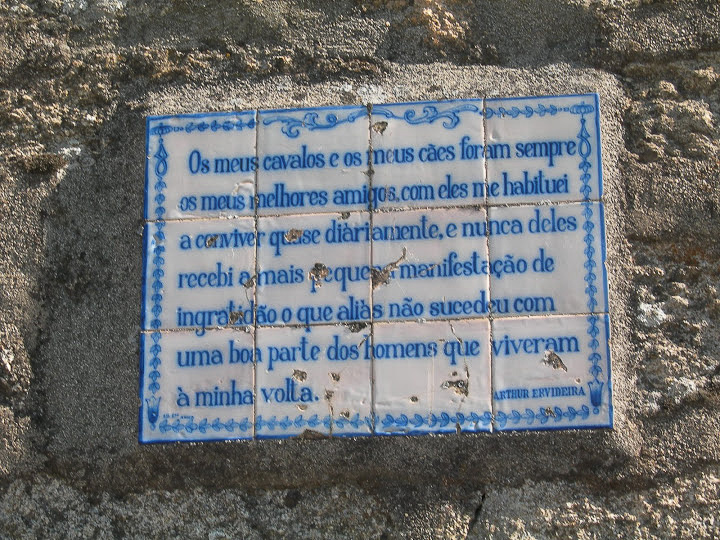 Os meus cavalos e os meus cães foram sempre
os meus melhores amigos, com eles me habituei
a conviver quase diáriamente, e nunca deles
recebi a mais pequena manifestação de
ingratidão o que aliás não sucedeu com
uma boa parte dos homens que viveram
à minha volta.
ARTHUR ERVIDEIRA